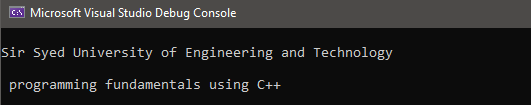 Microsoft Visual Studio Debug Console
Sir Syed University of Engineering and Technology
programming fundamentals using C++